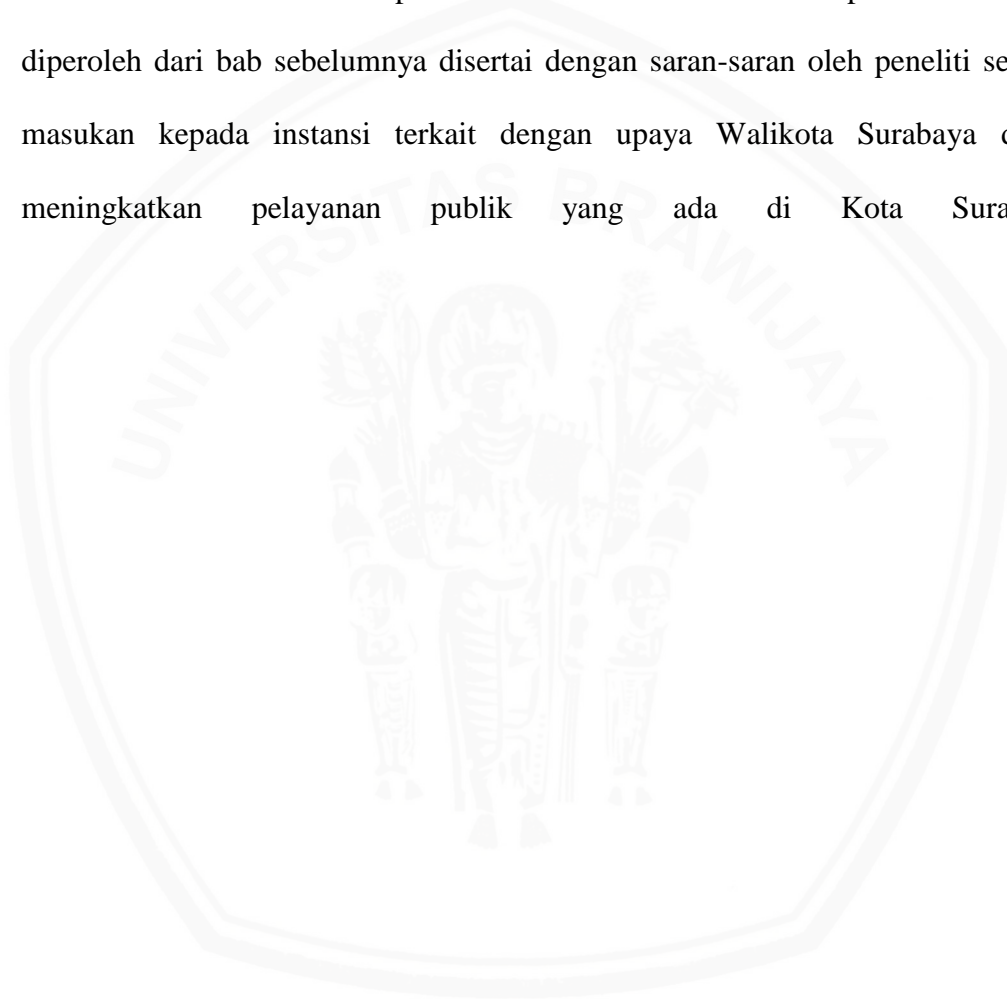 diperoleh dari bab sebelumnya disertai dengan saran-saran oleh peneliti se
masukan kepada instansi terkait dengan upaya Walikota Surabaya
meningkatkan pelayanan publik yang ada di Kota Sura
UNIVERSITAS BRAWIJAYA